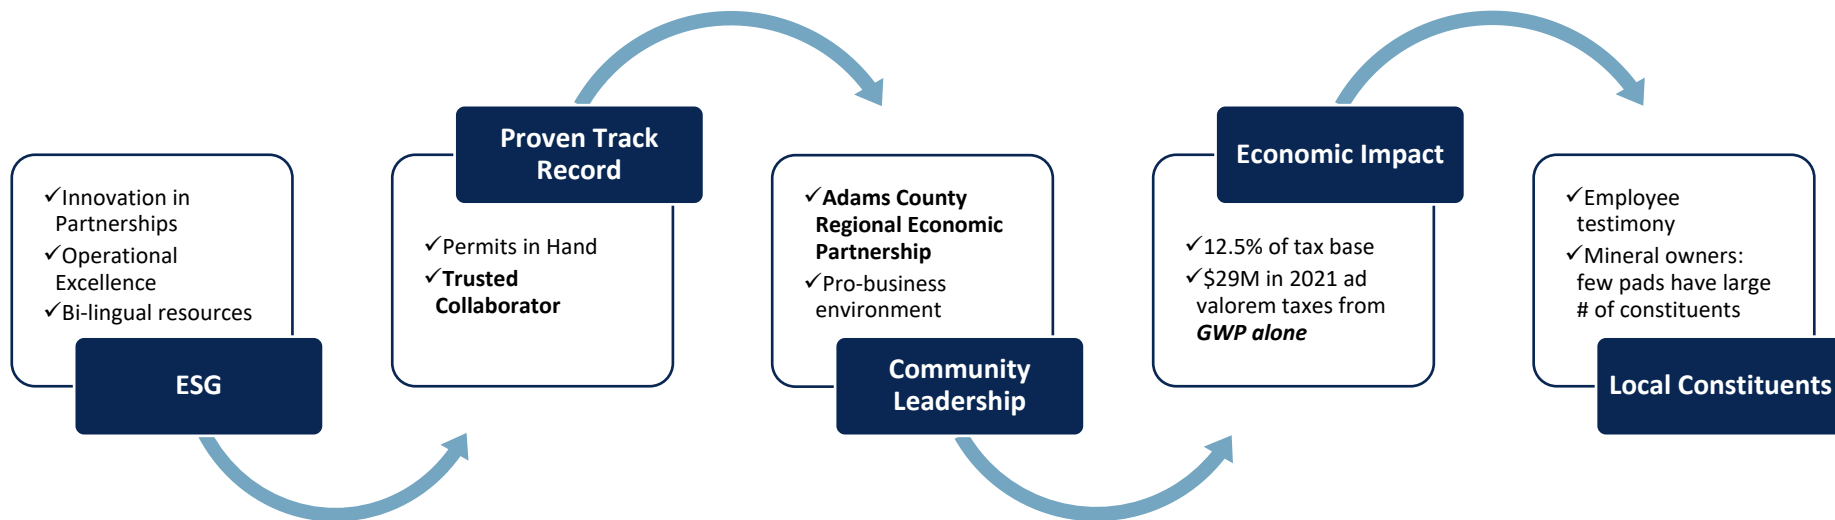 ✓Innovation in
Partnerships
✓Operational
Excellence
✓Bi-lingual resources
ESG
Proven Track
Record
✓Permits in Hand
✓Trusted
Collaborator
✓Adams County
Regional Economic
Partnership
✓Pro-business
environment
Community
Leadership
Economic Impact
✓12.5% of tax base
✓$29M in 2021 ad
valorem taxes from
GWP alone
✓Employee
testimony
✓Mineral owners:
few pads have large
# of constituents
Local Constituents